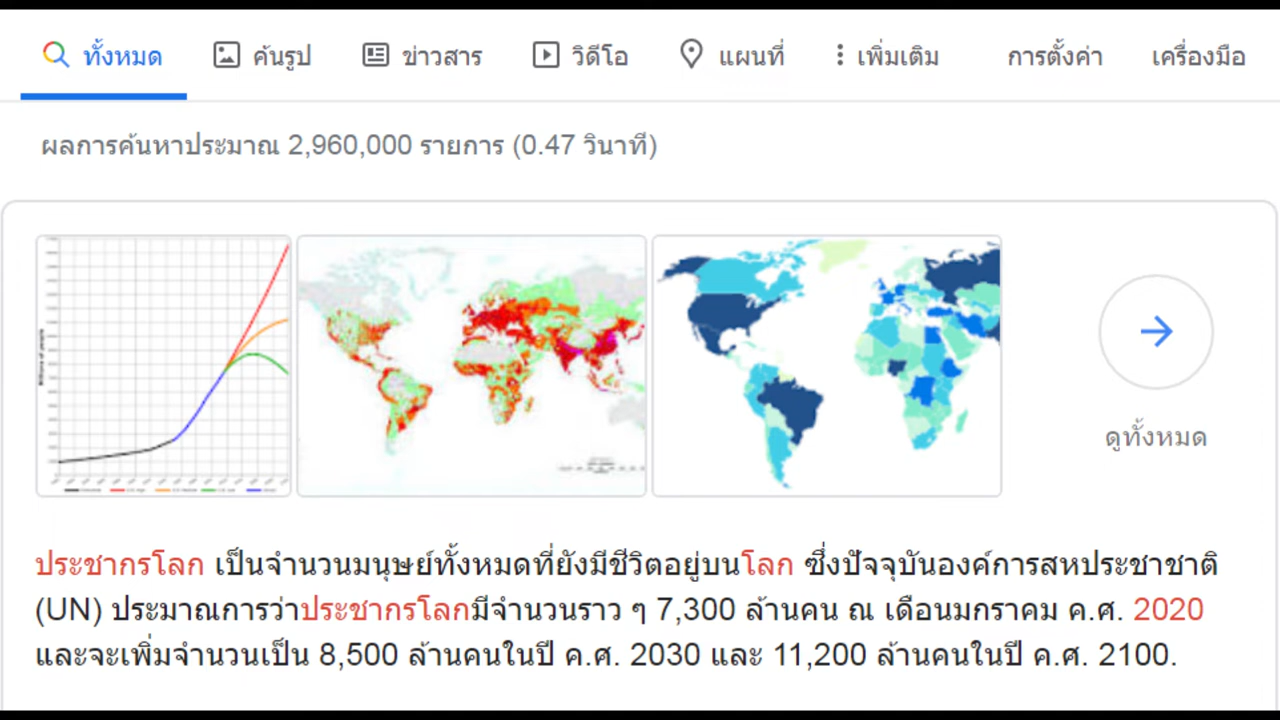 ทั้งหมด ค้นรูป ข่าวสาร วิดีโอ แผนที่ เพิ่มเติม การตั้งค่า เครื่องมือ
ผลการค้นหาประมาณ 2,960,000 รายการ (0.47 วินาที)
ดูทั้งหมด
ประชากรโลก เป็นจำนวนมนุษย์ทั้งหมดที่ยังมีชีวิตอยู่บนโลก ซึ่งปัจจุบันองค์การสหประชาชาติ
(UN) ประมาณการว่าประชากรโลกมีจำนวนราว ๆ 7,300 ล้านคน ณ เดือนมกราคม ค.ศ. 2020
และจะเพิ่มจำนวนเป็น 8,500 ล้านคนในปี ค.ศ. 2030 และ 11,200 ล้านคนในปี ค.ศ. 2100.